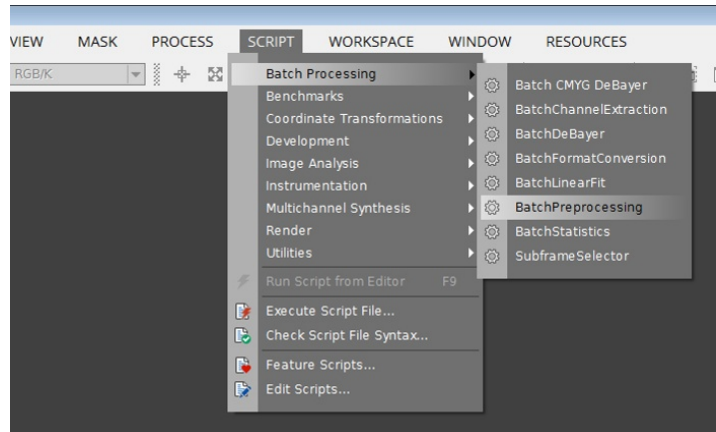 VIEW MASK PROCESS SCRIPT WORKSPACE WINDOW RESOURCES
RGB/K
Batch Processing
Benchmarks
Coordinate Transformations
Development
Image Analysis
Instrumentation
Multichannel Synthesis
Render
Utilities
Run Script from Editor F9
Execute Script File...
Check Script File Syntax...
Feature Scripts...
Edit Scripts...
Batch CMYG DeBayer
BatchChannelExtraction
BatchDeBayer
BatchFormatConversion
BatchLinearFit
BatchPreprocessing
BatchStatistics
SubframeSelector